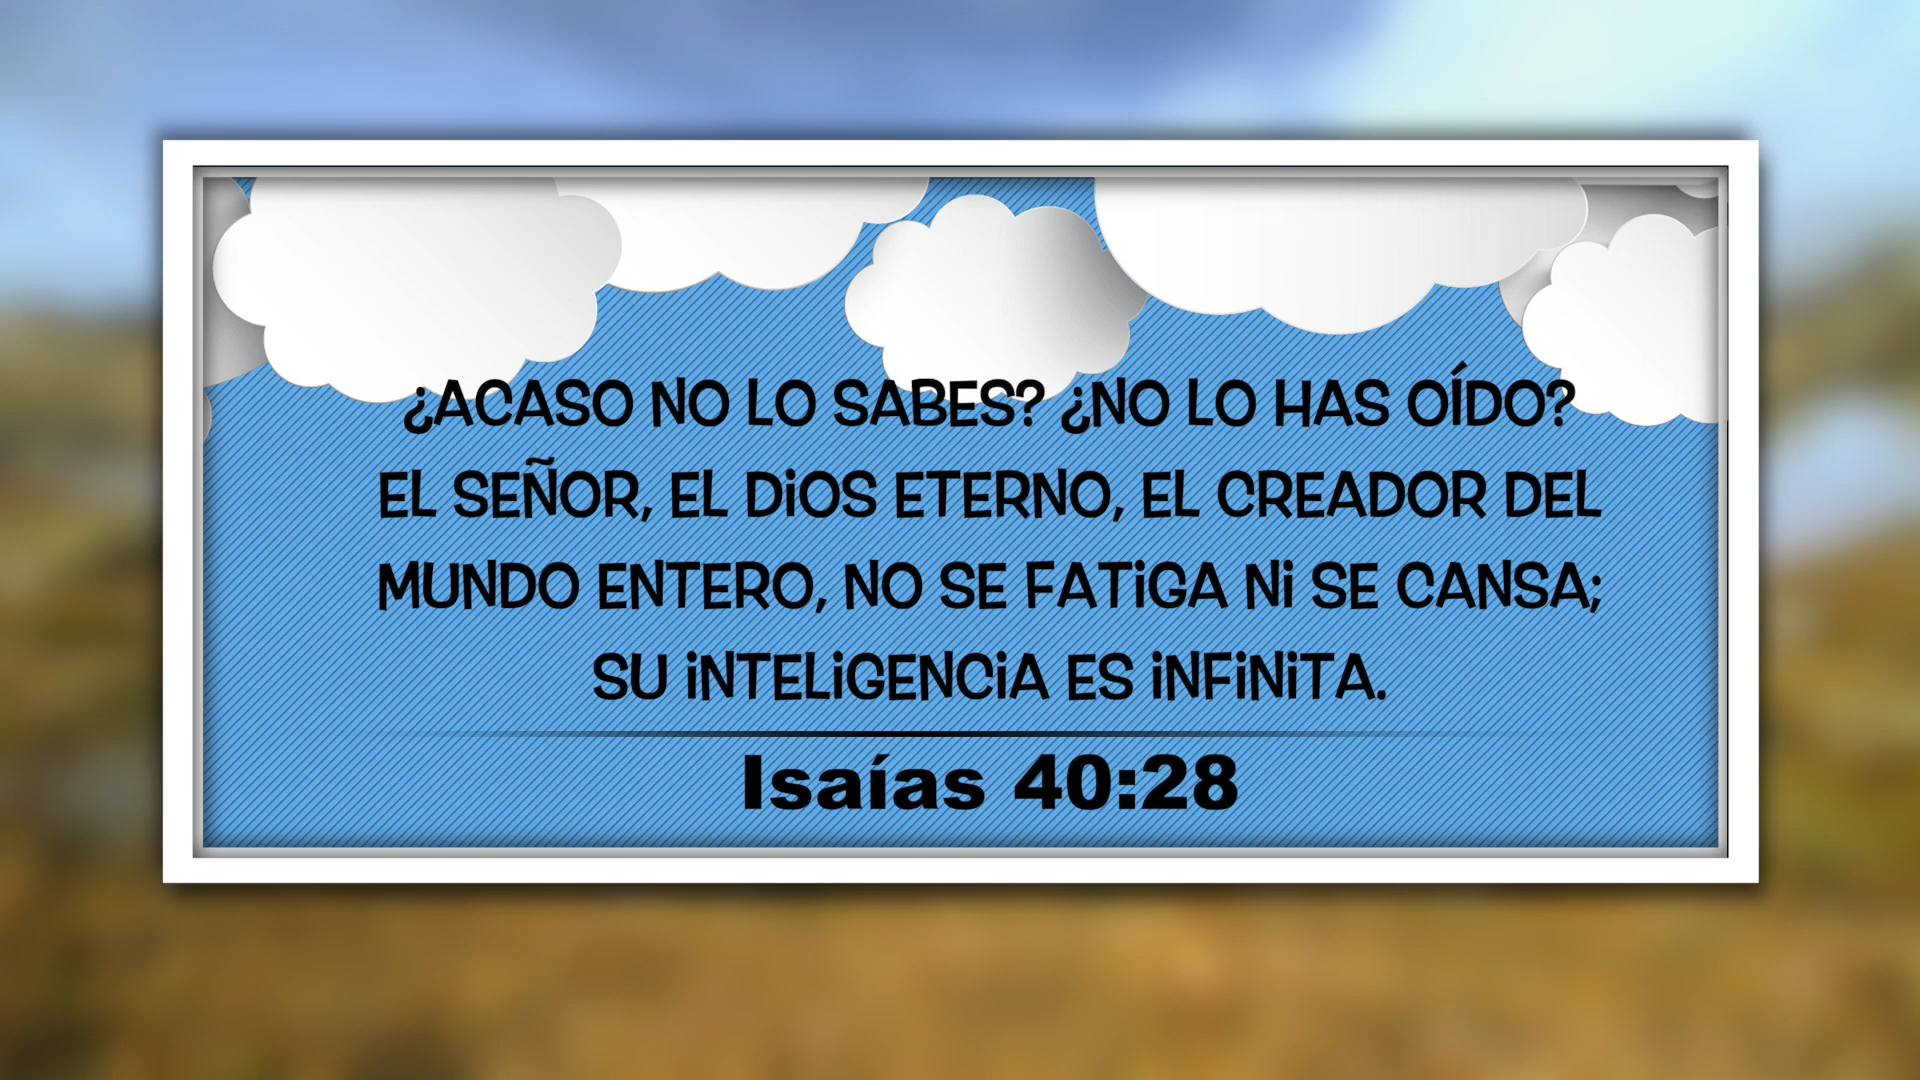 ¿ACASO NO LO SABES? ¿NO LO HAS OÍDO?
EL SEÑOR, EL DiOS ETERNO, EL CREADOR DEL
MUNDO ENTERO, NO SE FATiGA Ni SE CANSA;
SU iNTELiGENCiA ES iNFiNiTA.
Isaías 40:28